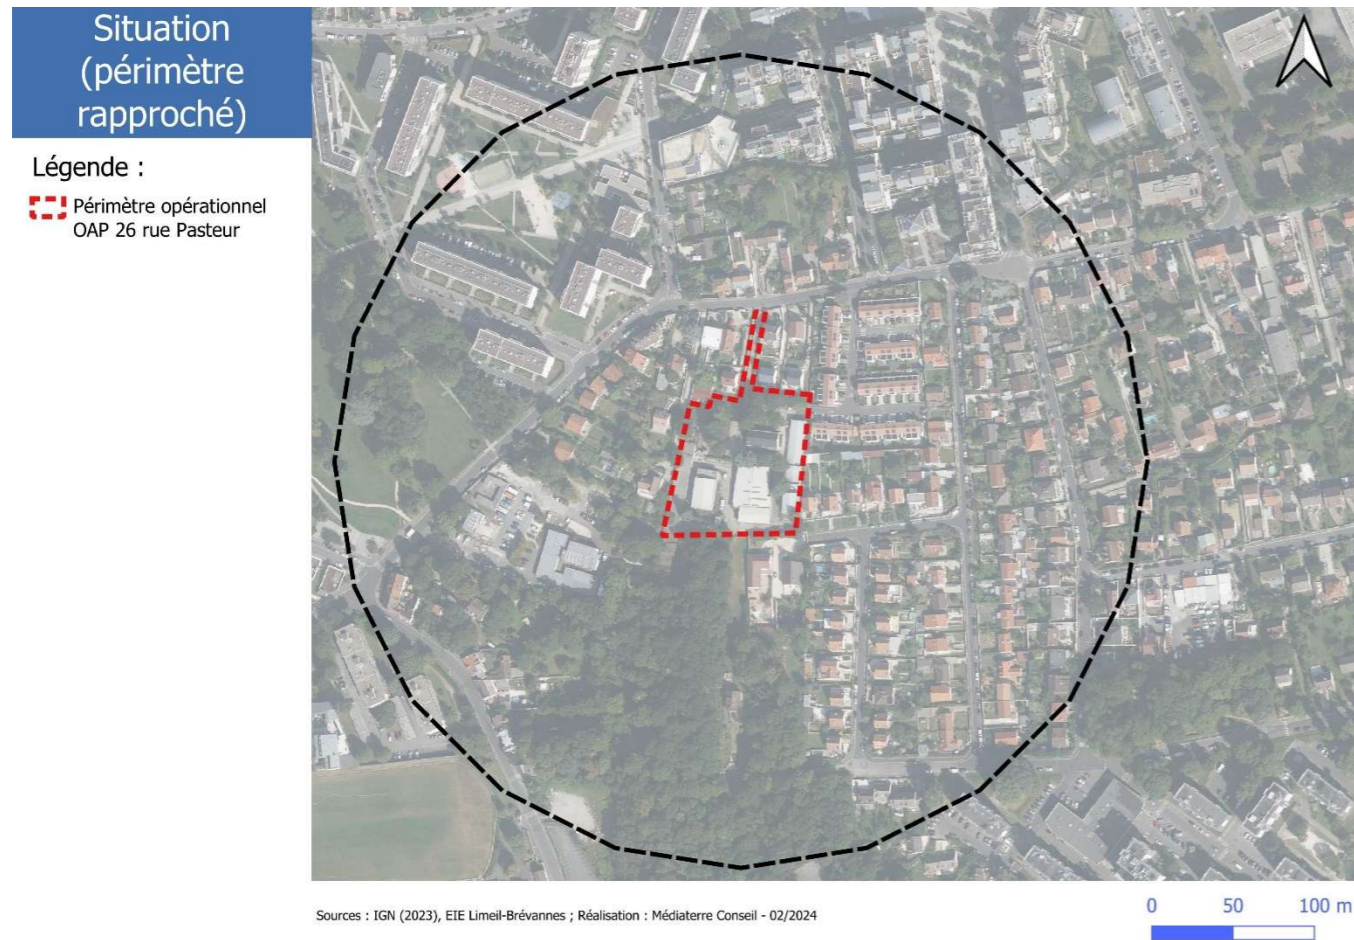 Situation
(périmètre
rapproché)
Légende :
Périmètre opérationnel
OAP 26 rue Pasteur
Sources : IGN (2023), EIE Limeil-Brévannes ; Réalisation : Médiaterre Conseil - 02/2024
0 50 100 m